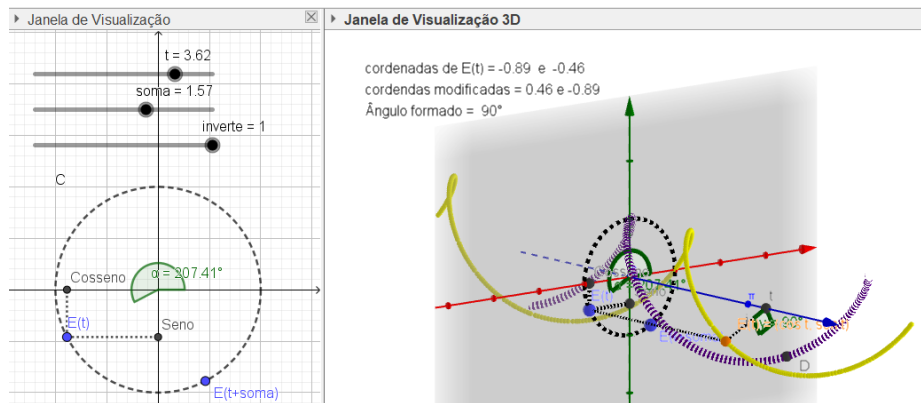 Janela de Visualização
Janela de Visualização 3D
t = 3.62
soma = 1.57
inverte = 1
C
α = 207.41°
Cosseno
E(t)
Seno
E(t+soma)
cordenadas de E(t) = -0.89 e -0.46
cordendas modificadas = 0.46 e -0.89
Ângulo formado = 90°
E(t)
π
t
D